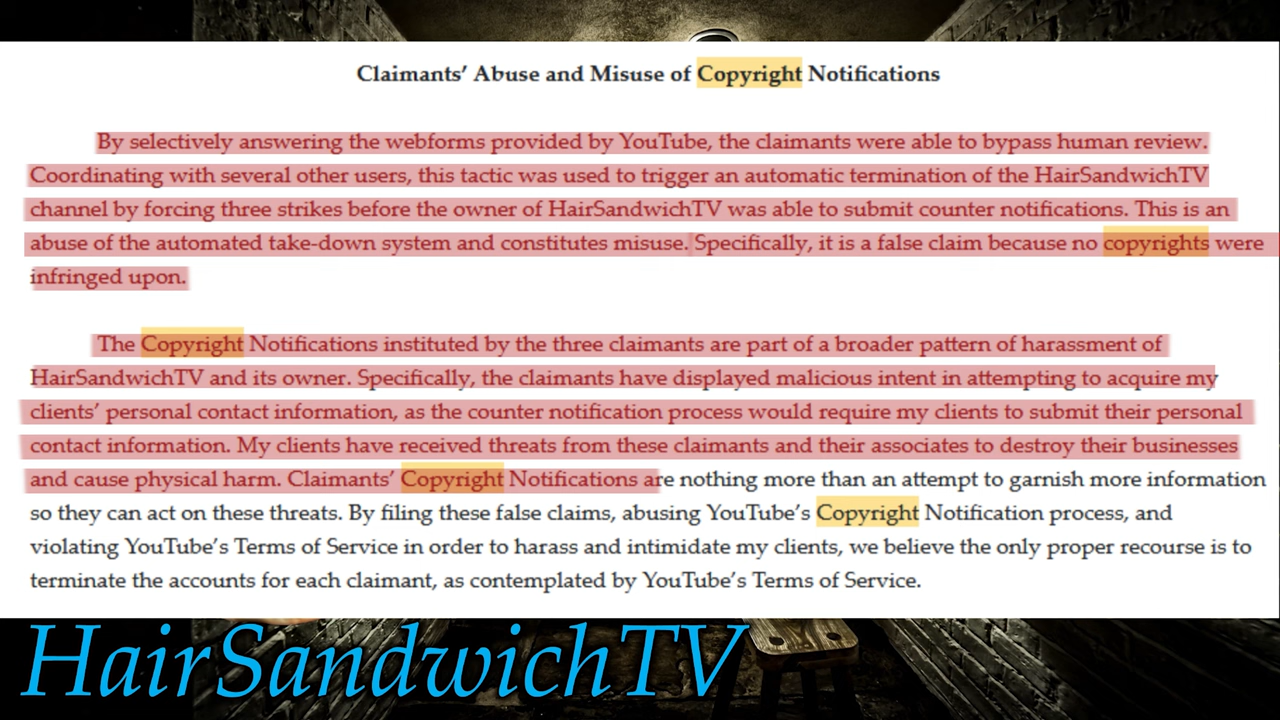 Claimants' Abuse and Misuse of Copyright Notifications
By selectively answering the webforms provided by YouTube, the claimants were able to bypass human review.
Coordinating with several other users, this tactic was used to trigger an automatic termination of the HairSandwichTV
channel by forcing three strikes before the owner of HairSandwichTV was able to submit counter notifications. This is an
abuse of the automated take-down system and constitutes misuse. Specifically, it is a false claim because no copyrights were
infringed upon.
The Copyright Notifications instituted by the three claimants are part of a broader pattern of harassment of
HairSandwichTV and its owner. Specifically, the claimants have displayed malicious intent in attempting to acquire my
clients' personal contact information, as the counter notification process would require my clients to submit their personal
contact information. My clients have received threats from these claimants and their associates to destroy their businesses
and cause physical harm. Claimants' Copyright Notifications are nothing more than an attempt to garnish more information
so they can act on these threats. By filing these false claims, abusing YouTube's Copyright Notification process, and
violating YouTube's Terms of Service in order to harass and intimidate my clients, we believe the only proper recourse is to
terminate the accounts for each claimant, as contemplated by YouTube's Terms of Service.
HairSandwichTV